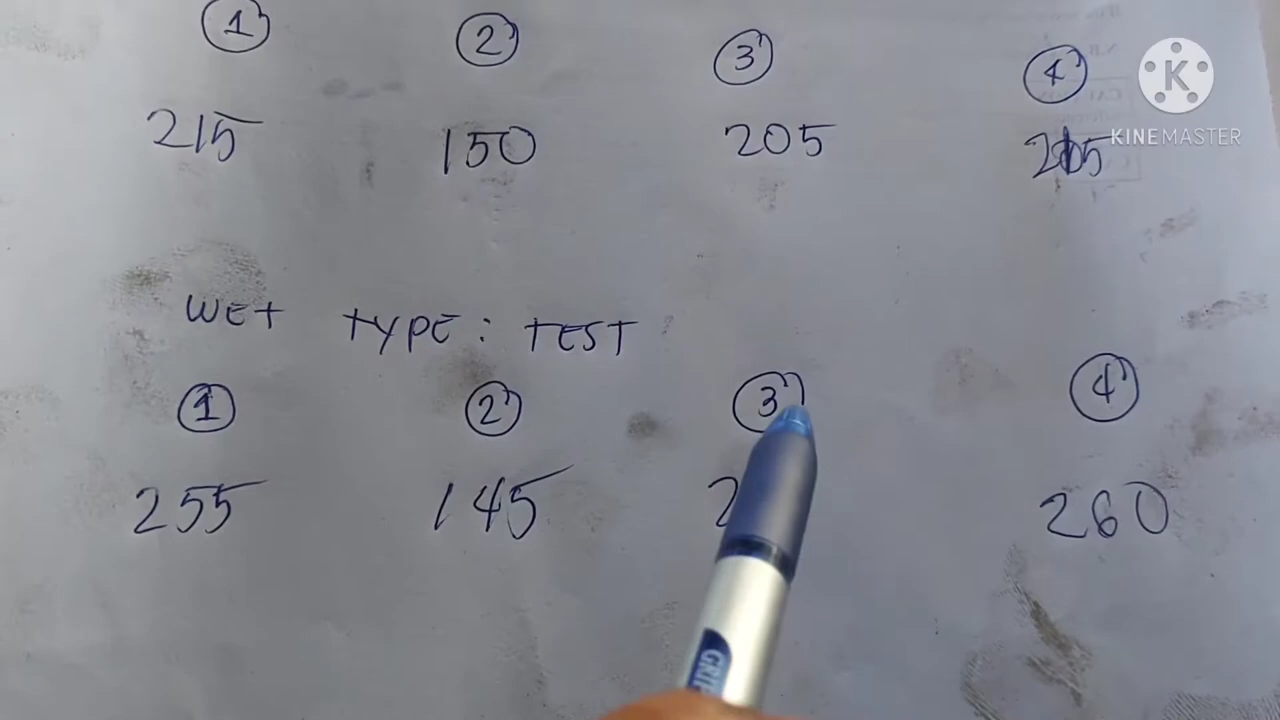 1 2 3 4
215 150 205
K
KINEMASTER
WET TYPE: TEST
1 2 3 4
255 145 260